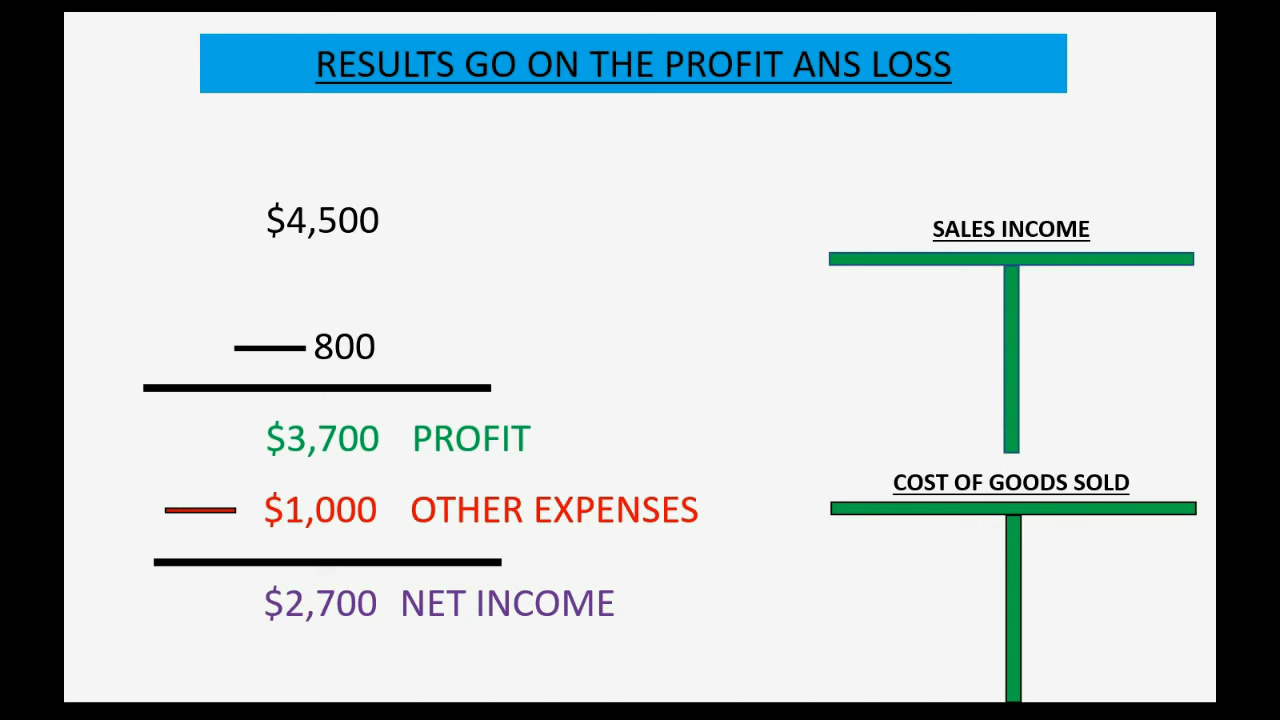 RESULTS GO ON THE PROFIT ANS LOSS
$4,500
SALES INCOME
800
$3,700 PROFIT
COST OF GOODS SOLD
$1,000 OTHER EXPENSES
$2,700 NET INCOME